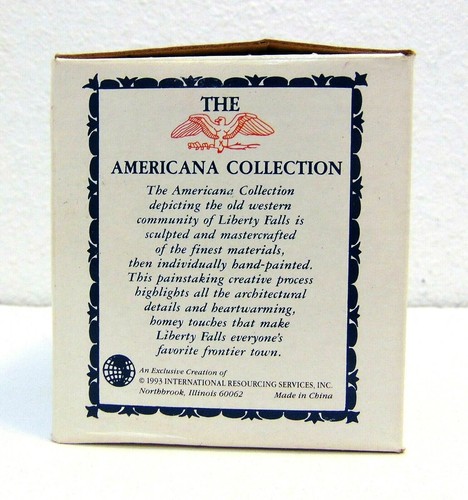 THE
AMERICANA COLLECTION
The Americana Collection
depicting the old western
community of Liberty Falls is
sculpted and mastercrafted
of the finest materials,
then individually hand-painted.
This painstaking creative process
highlights all the architectural
details and heartwarming,
homey touches that make
Liberty Falls everyone's
favorite frontier town.
An Exclusive Creation of
© 1993 INTERNATIONAL RESOURCING SERVICES, INC.
Northbrook, Illinois 60062 Made in China